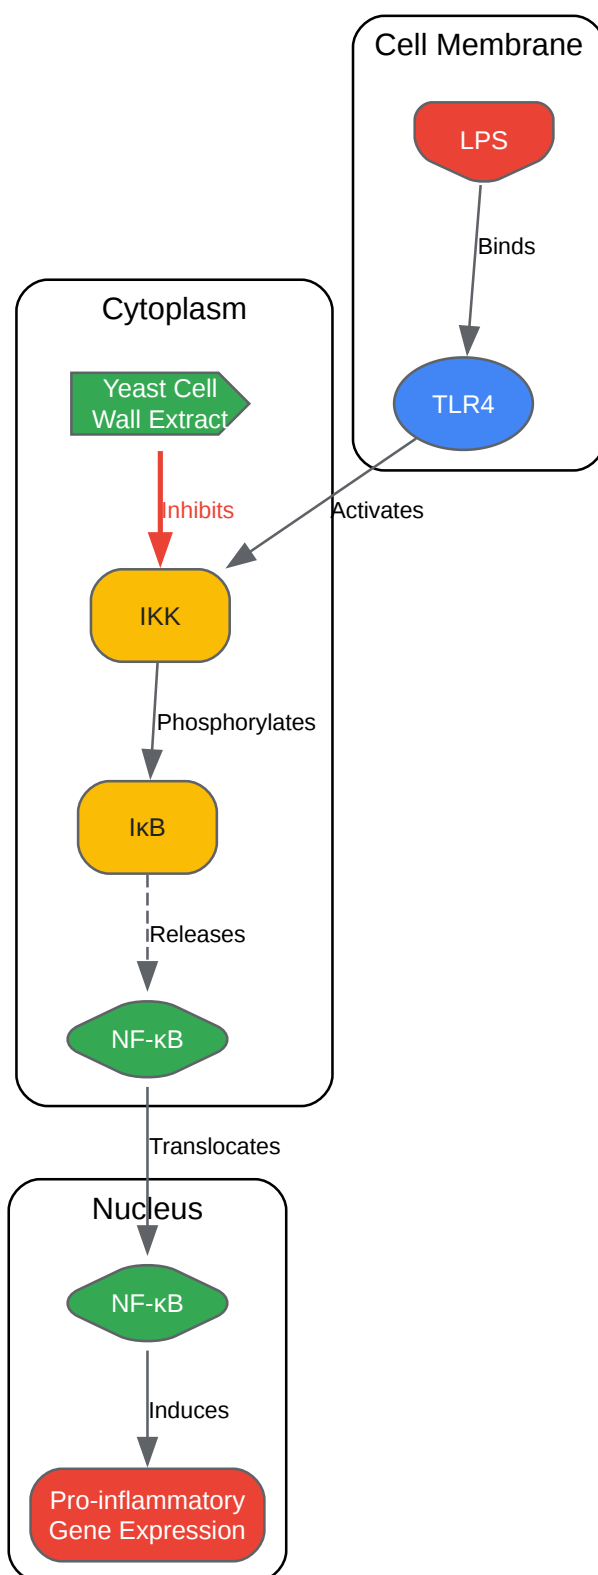 Cell Membrane
LPS
Binds
Cytoplasm
Yeast Cell
Wall Extract
TLR4
Inhibits
Activates
IKK
Phosphorylates
IκB
Releases
NF-κB
Translocates
Nucleus
NF-κB
Induces
Pro-inflammatory
Gene Expression